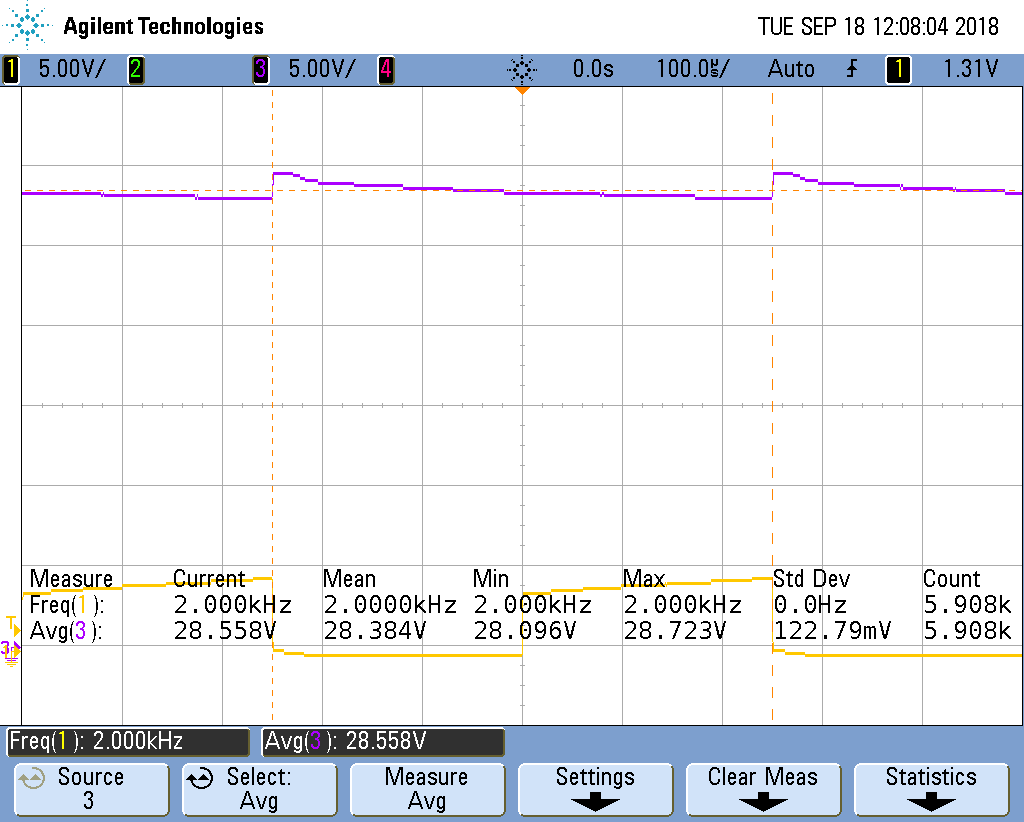 Agilent Technologies TUE SEP 18 12:08:04 2018
1 5.00V/ 2 3 5.00V/ 4 0.0s 100.0µs/ Auto 1 1.31V
T
3
Measure Current Mean Min Max Std Dev Count
Freq(1): 2.000kHz 2.0000kHz 2.000kHz 2.000kHz 0.0Hz 5.908k
Avg(3): 28.558V 28.384V 28.096V 28.723V 122.79mV 5.908k
Freq(1): 2.000kHz Avg(3): 28.558V
Source Select: Measure Settings Clear Meas Statistics
3 Avg Avg